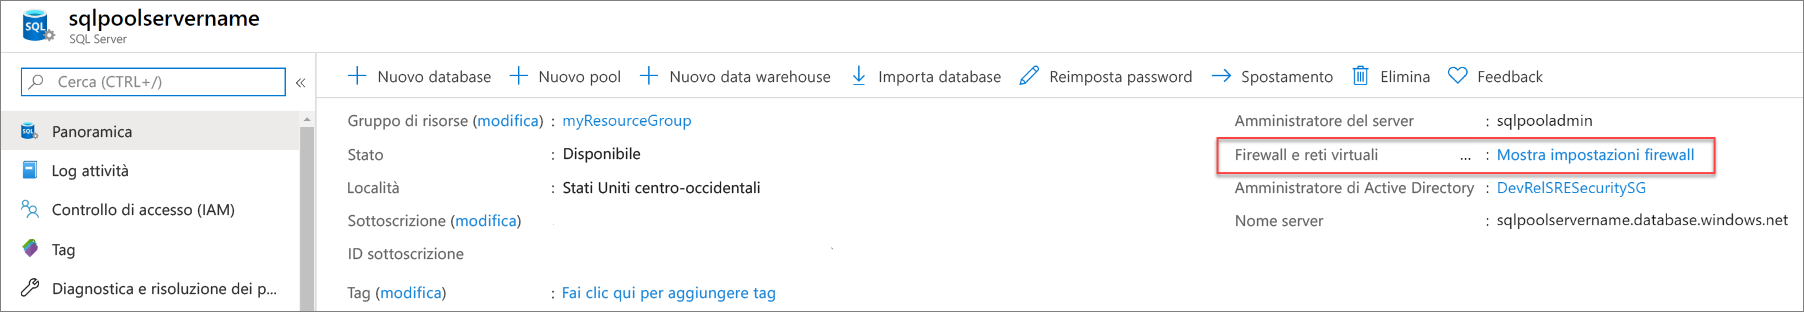 sqlpoolservername
SQL Server
Cerca (CTRL+/)
«
Panoramica
Log attività
Controllo di accesso (IAM)
Tag
Diagnostica e risoluzione dei p...
Nuovo database Nuovo pool Nuovo data warehouse Importa database Reimposta password Spostamento Elimina Feedback
Gruppo di risorse (modifica) : myResourceGroup
Stato : Disponibile
Località : Stati Uniti centro-occidentali
Sottoscrizione (modifica)
ID sottoscrizione
Tag (modifica) : Fai clic qui per aggiungere tag
Amministratore del server : sqlpooladmin
Firewall e reti virtuali ... : Mostra impostazioni firewall
Amministratore di Active Directory : DevRelSRESecuritySG
Nome server : sqlpoolservername.database.windows.net